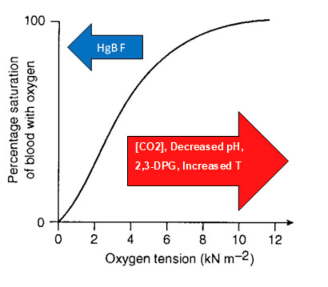 100
HgB F
Percentage saturation
of blood with oxygen
[CO2], Decreased pH,
2,3-DPG, Increased T
0
0 2 4 6 8 10 12
Oxygen tension (kN m−2)